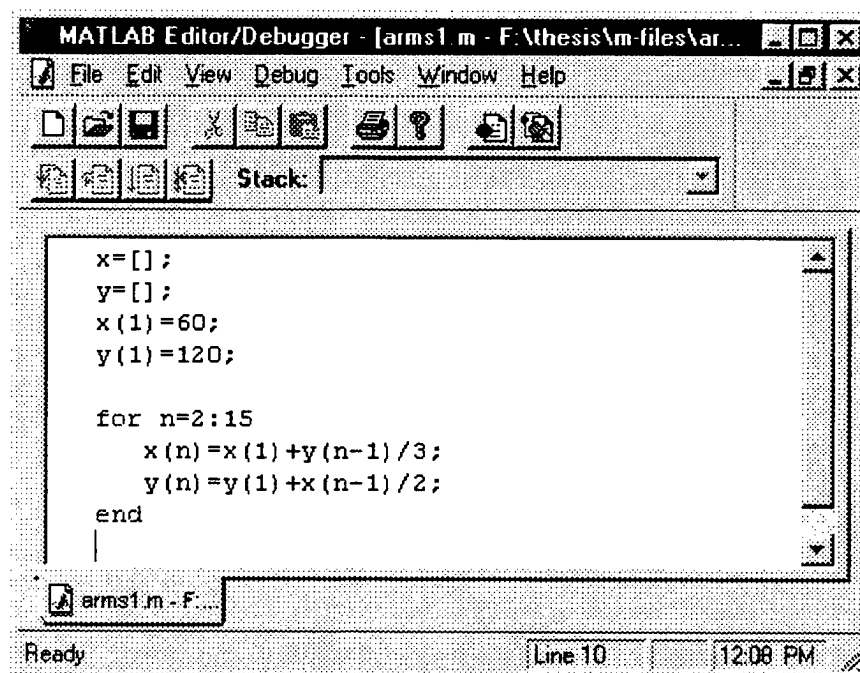 MATLAB Editor/Debugger - [arms1.m - F:\thesis\m-files\ar...
File Edit View Debug Tools Window Help
Stack:
x=[];
y=[];
x(1)=60;
y(1)=120;
for n=2:15
x(n)=x(1)+y(n-1)/3;
y(n)=y(1)+x(n-1)/2;
end
arms1.m - F:...
Ready Line 10 12:08 PM